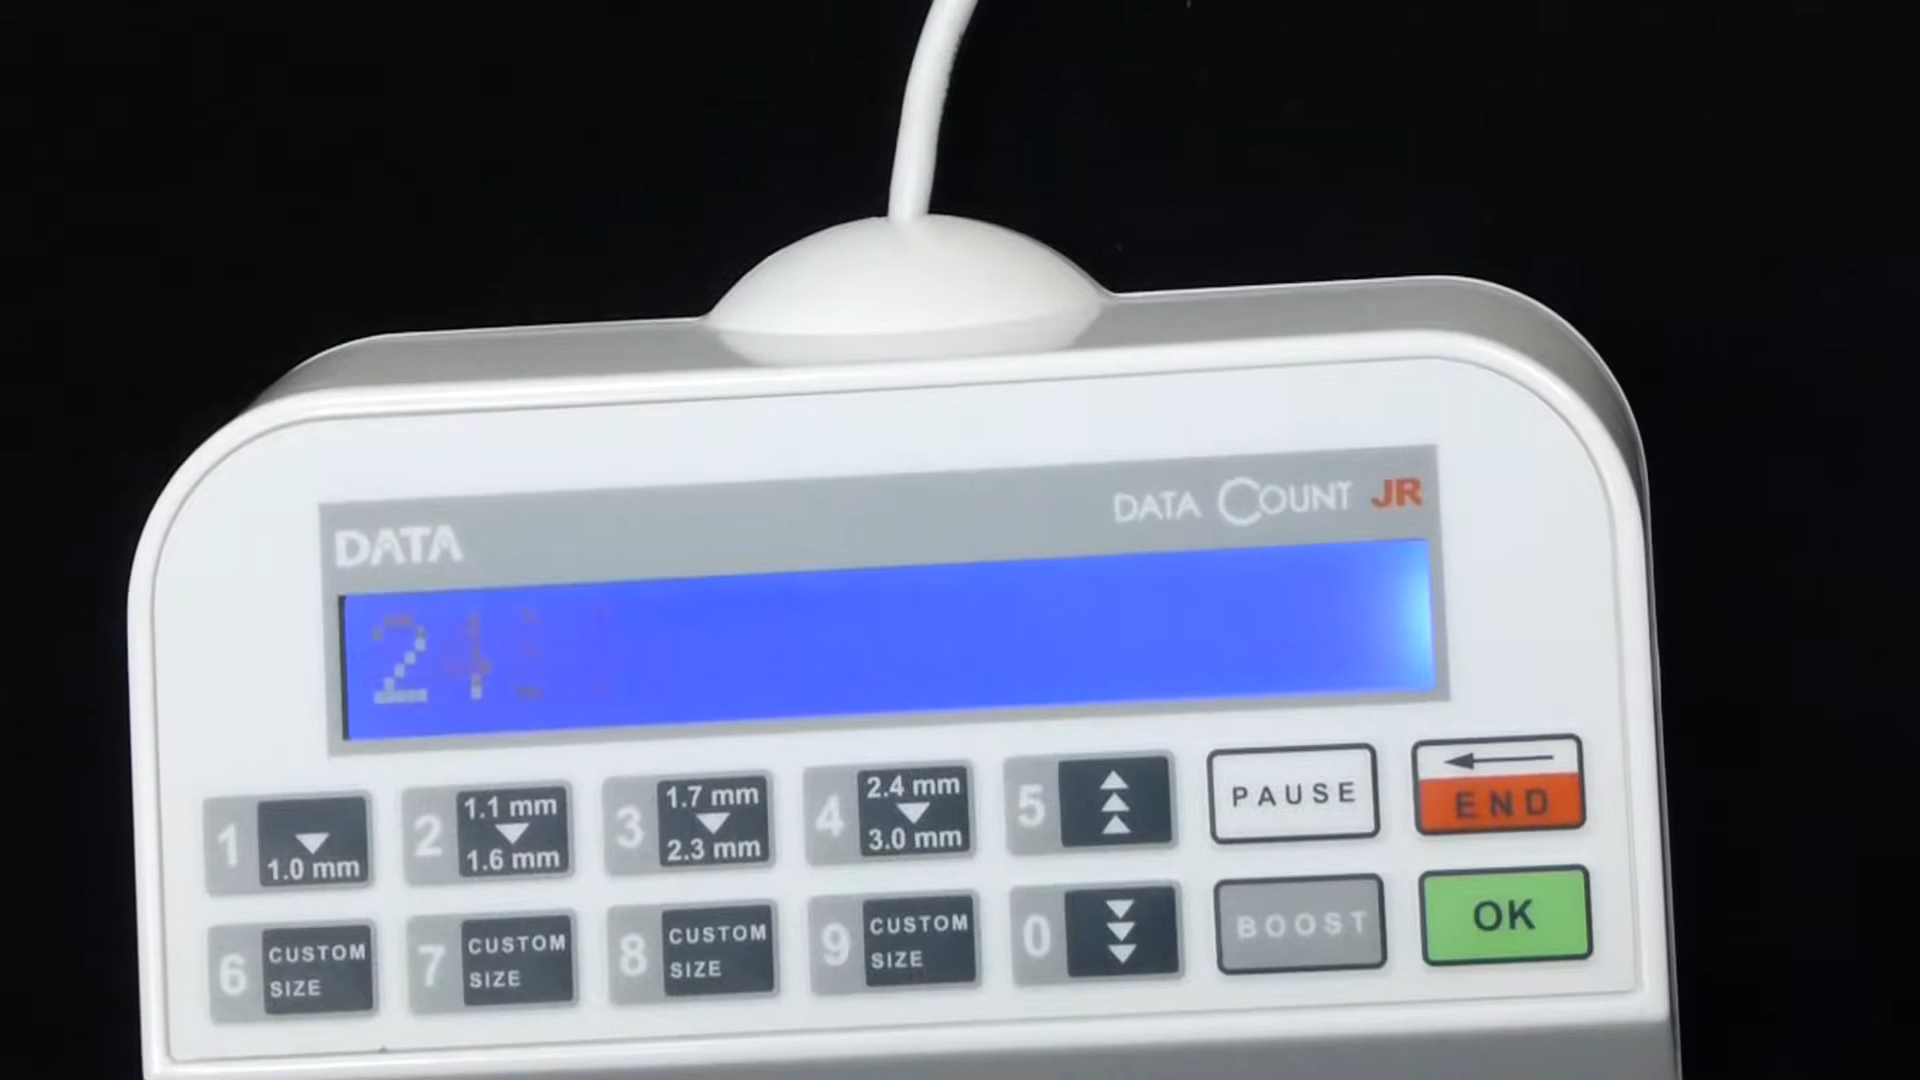 DATA
DATA COUNT JR
24
1 1.0 mm
2 1.1 mm 1.6 mm
3 1.7 mm 2.3 mm
4 2.4 mm 3.0 mm
5
PAUSE
END
6 CUSTOM SIZE
7 CUSTOM SIZE
8 CUSTOM SIZE
9 CUSTOM SIZE
0
BOOST
OK